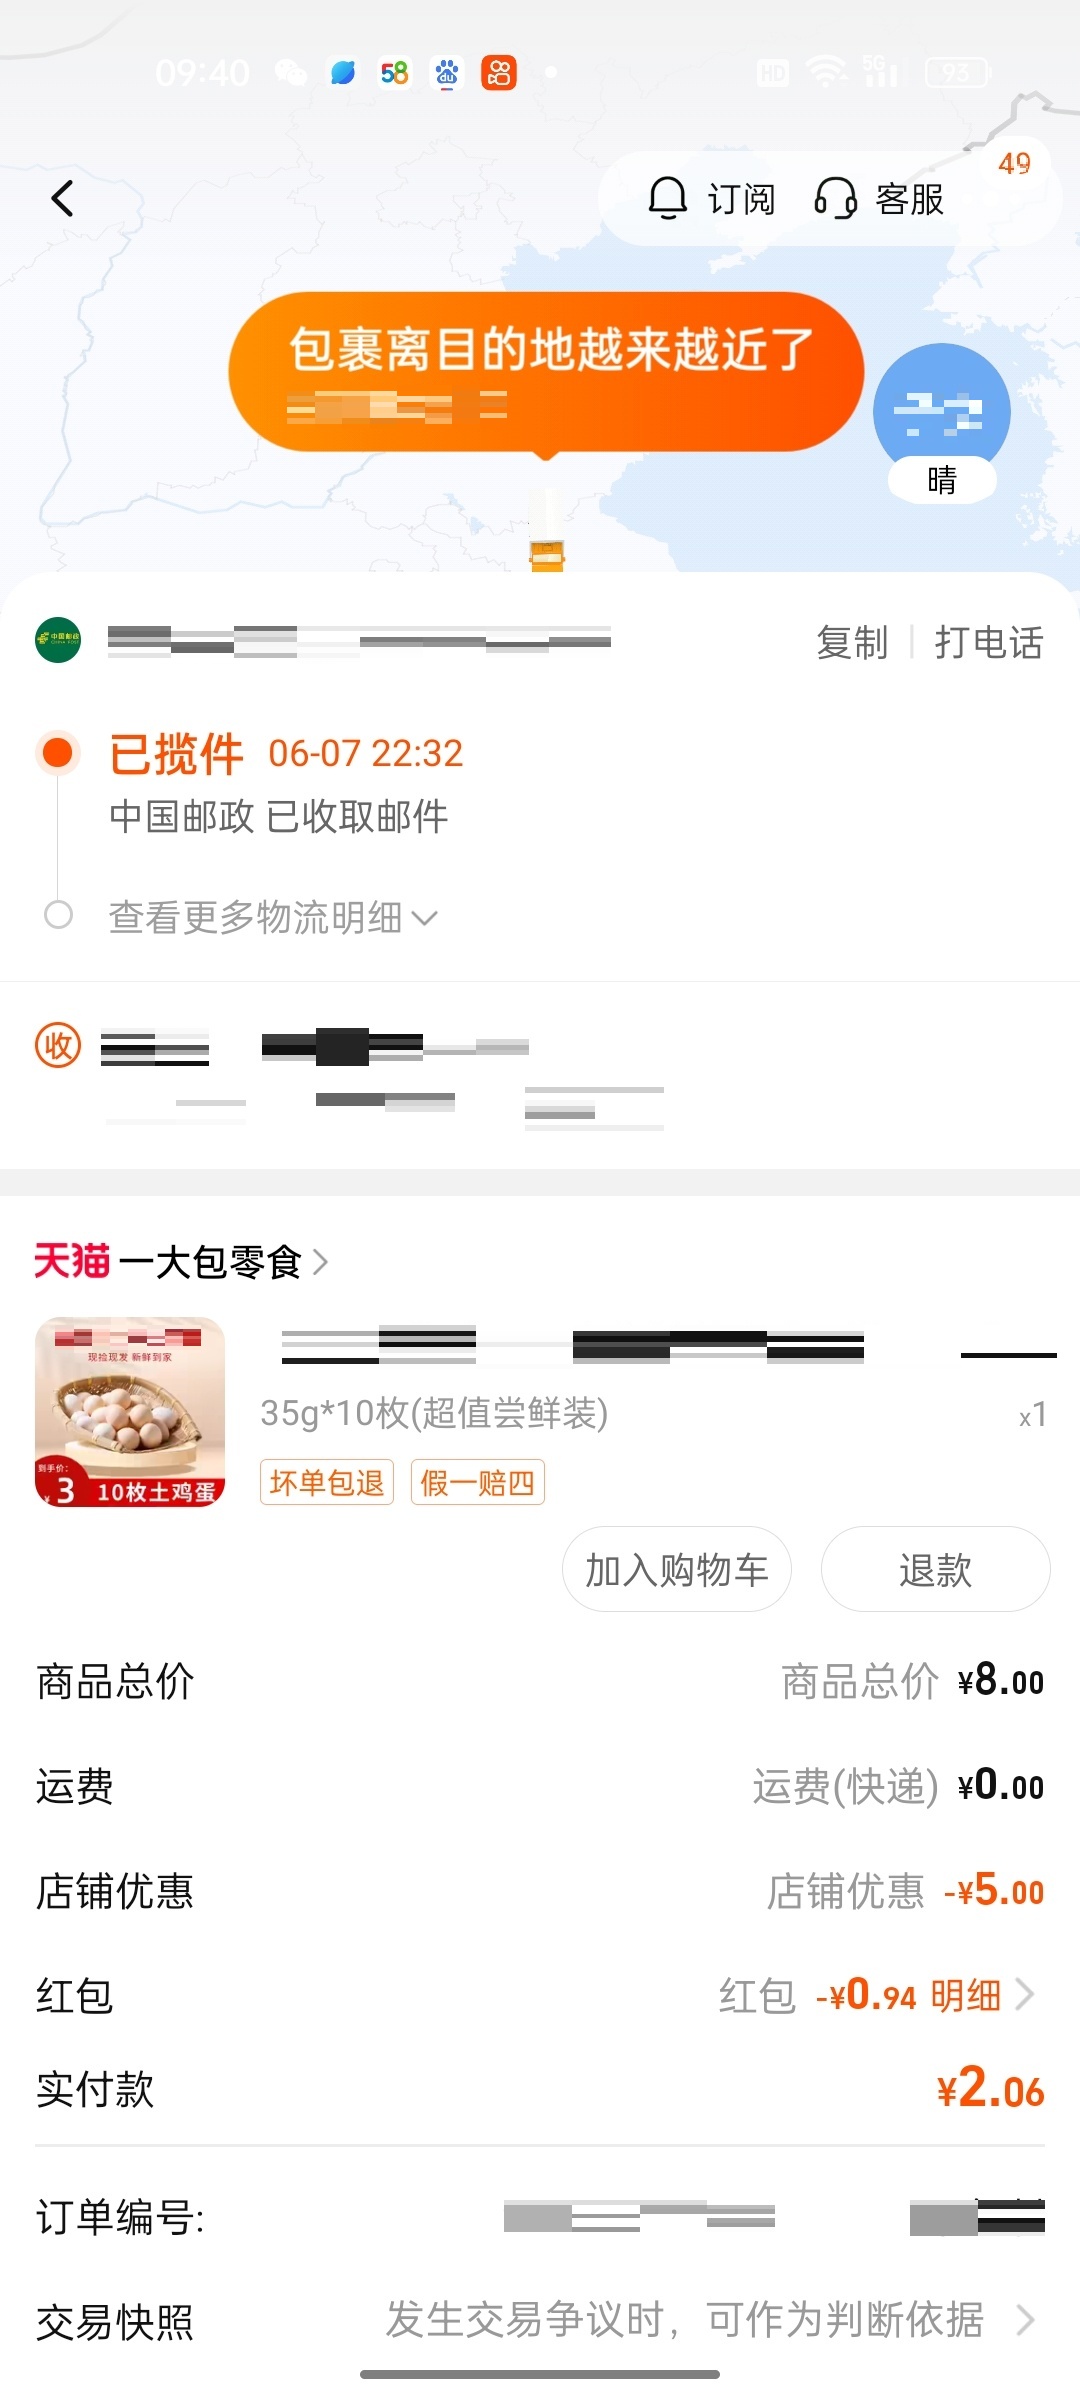 09:40
58
du
HD
5G
93
49
订阅
客服
包裹离目的地越来越近了
晴
中国邮政
复制
打电话
已揽件 06-07 22:32
中国邮政 已收取邮件
查看更多物流明细
收
天猫 一大包零食
现捡现发 新鲜到家
到手价:
¥3 10枚土鸡蛋
35g*10枚(超值尝鲜装)
x1
坏单包退 假一赔四
加入购物车 退款
商品总价 商品总价 ¥8.00
运费 运费(快递) ¥0.00
店铺优惠 店铺优惠 -¥5.00
红包 红包 -¥0.94 明细
实付款 ¥2.06
订单编号:
交易快照 发生交易争议时，可作为判断依据